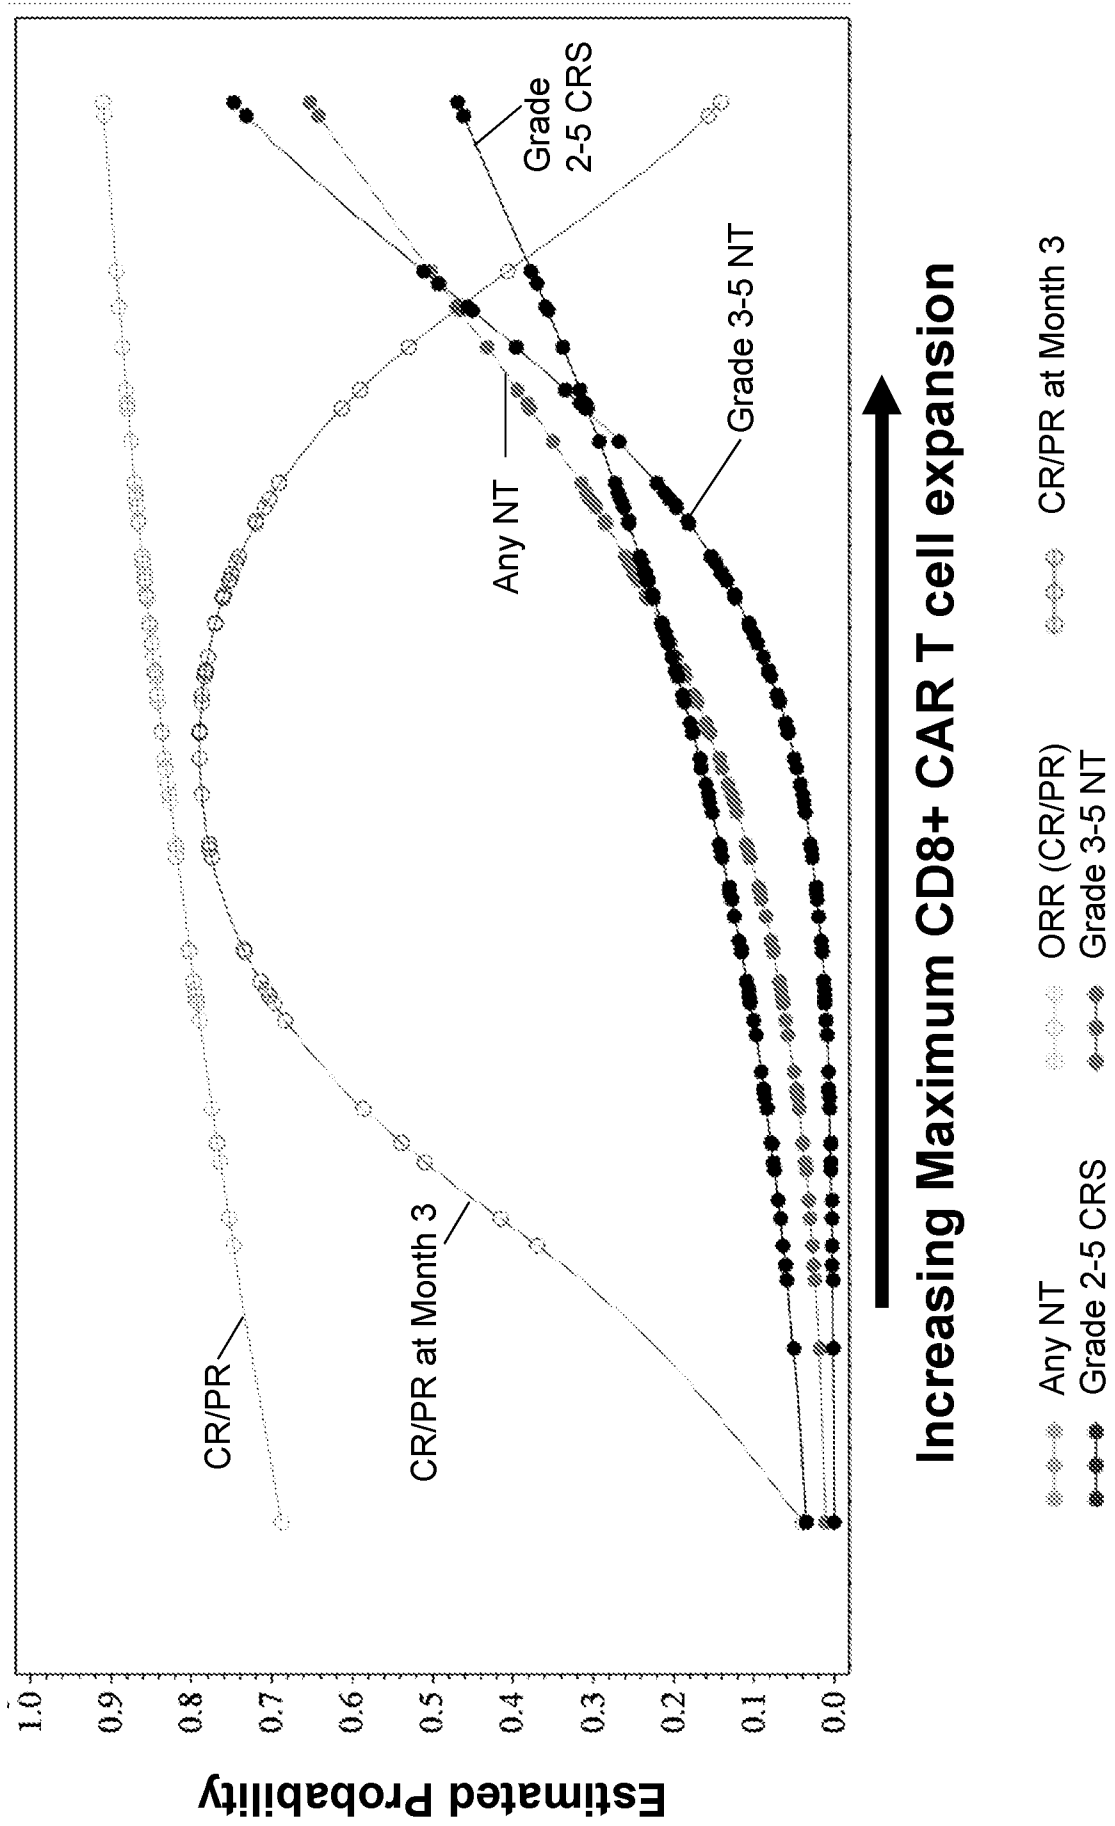 Estimated Probability
1.0
0.9
0.8
0.7
0.6
0.5
0.4
0.3
0.2
0.1
0.0
CR/PR
CR/PR at Month 3
Any NT
Grade 3-5 NT
Grade
2-5 CRS
Increasing Maximum CD8+ CAR T cell expansion
Any NT
ORR (CR/PR)
CR/PR at Month 3
Grade 2-5 CRS
Grade 3-5 NT